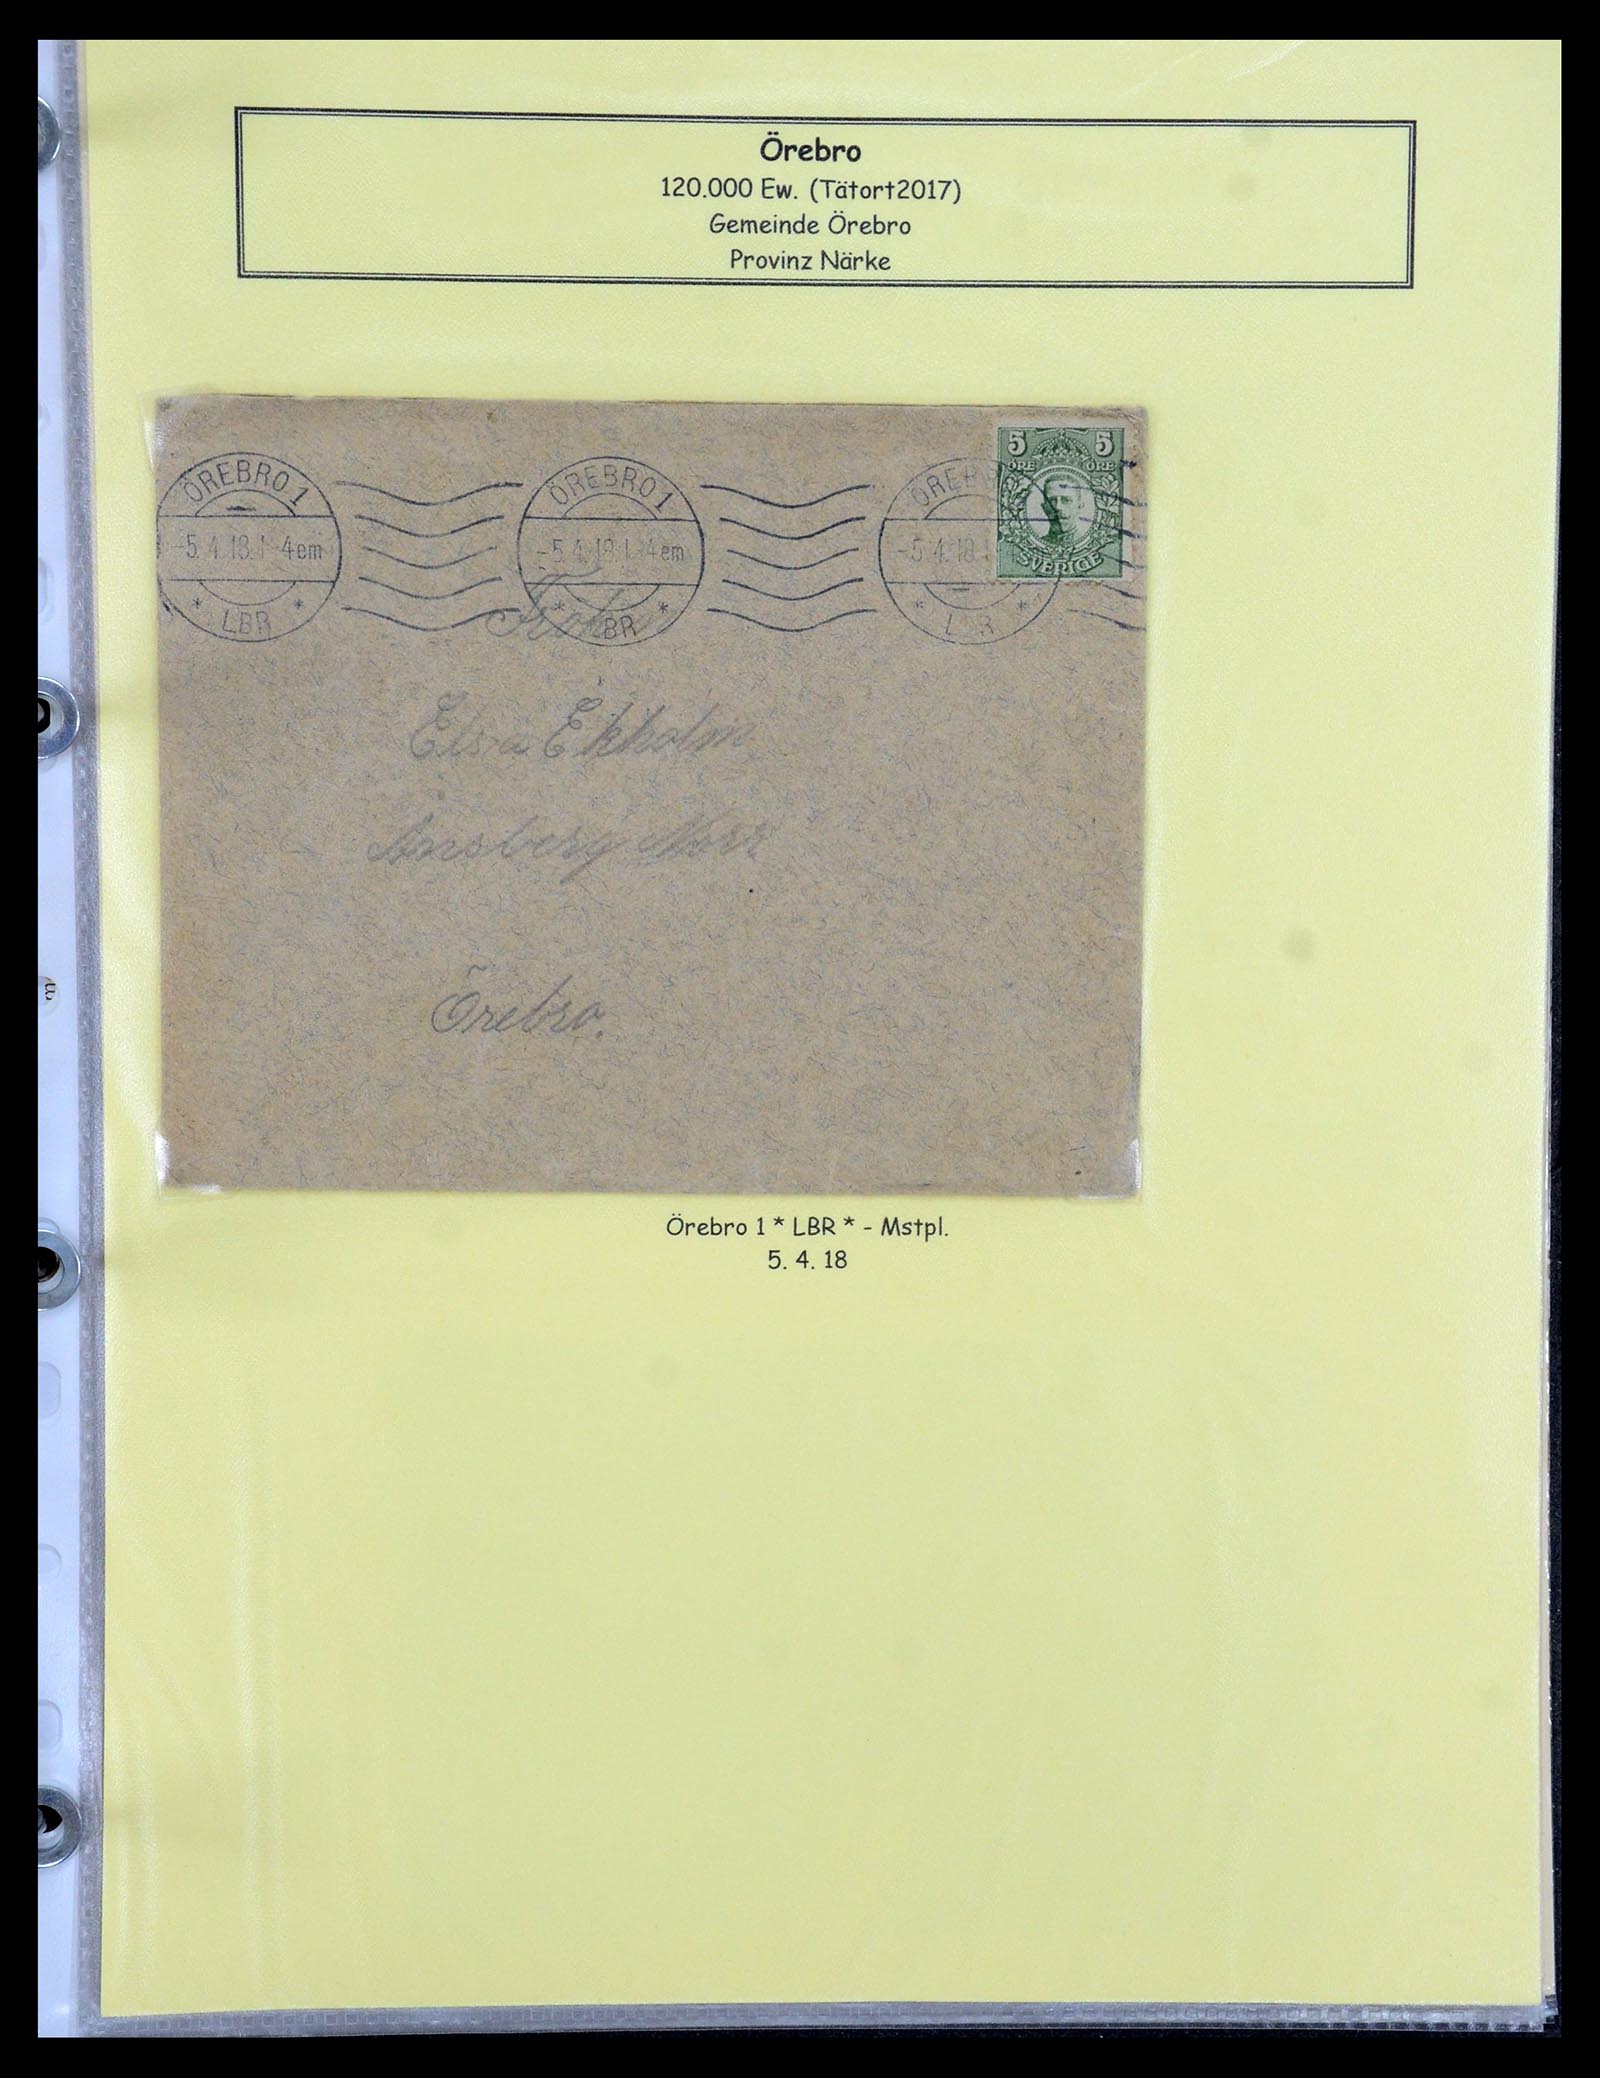 Örebro
120.000 Ew. (Tätort2017)
Gemeinde Örebro
Provinz Närke
ÖREBRO 1
-5.4.18.1-4em
* LBR *
ÖREBRO 1
-5.4.18.1-4em
* LBR *
ÖREBR
-5.4.18
* L R *
5 5
ÖRE ÖRE
SVERIGE
Elsa Ekholm
Örebro.
Örebro 1 * LBR * - Mstpl.
5. 4. 18